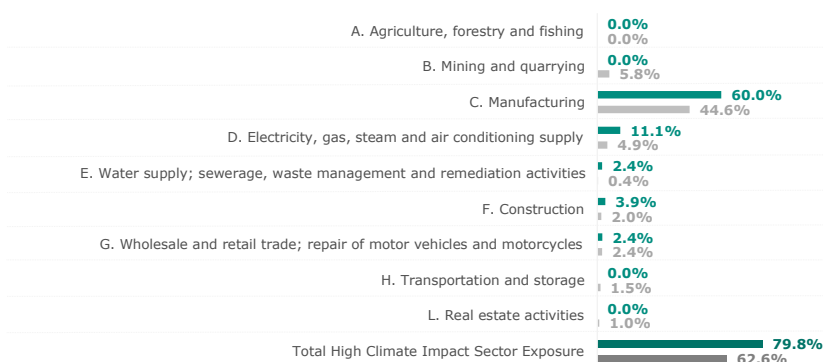 A. Agriculture, forestry and fishing 0.0%
0.0%
B. Mining and quarrying 0.0%
5.8%
C. Manufacturing 60.0%
44.6%
D. Electricity, gas, steam and air conditioning supply 11.1%
4.9%
E. Water supply; sewerage, waste management and remediation activities 2.4%
0.4%
F. Construction 3.9%
2.0%
G. Wholesale and retail trade; repair of motor vehicles and motorcycles 2.4%
2.4%
H. Transportation and storage 0.0%
1.5%
L. Real estate activities 0.0%
1.0%
Total High Climate Impact Sector Exposure 79.8%
62.6%